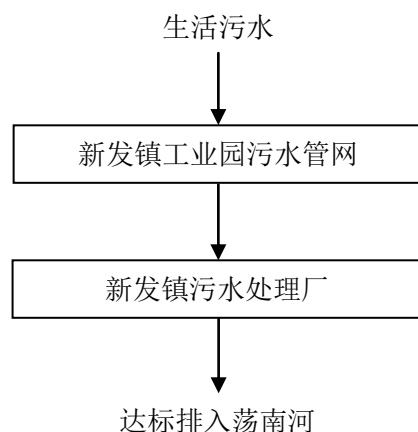 生活污水
新发镇工业园污水管网
新发镇污水处理厂
达标排入荡南河